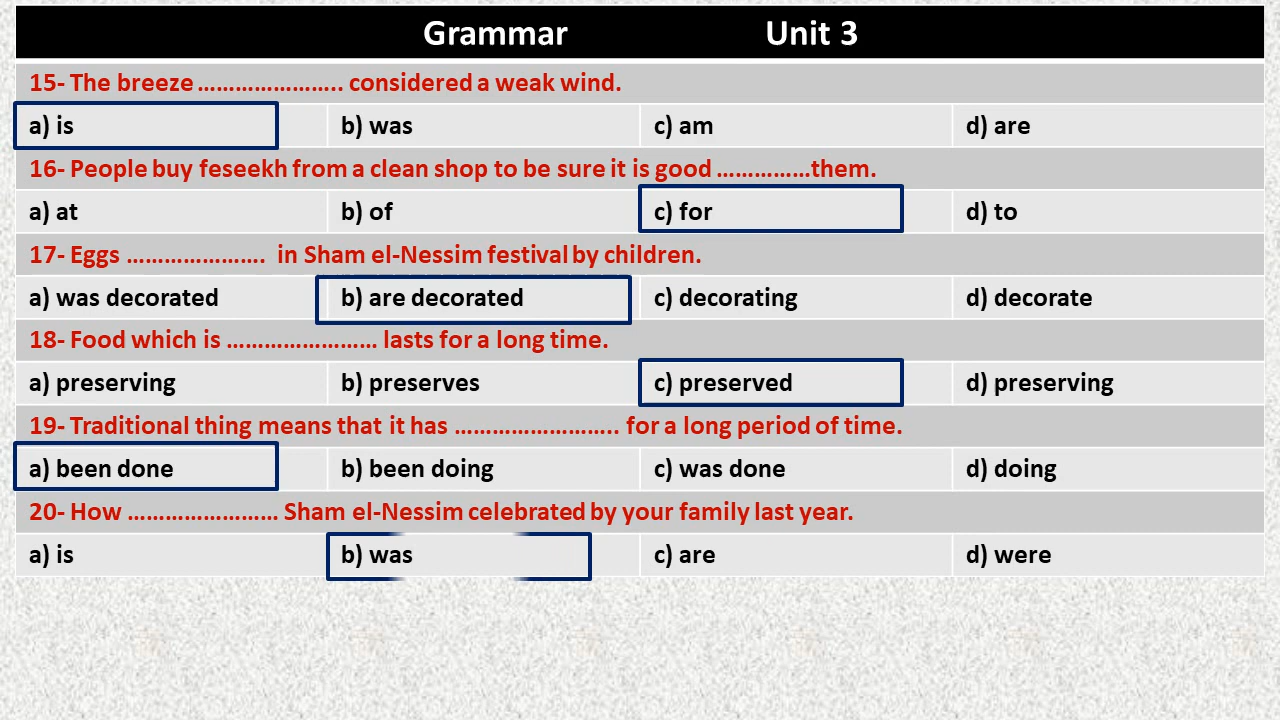 Grammar Unit 3
15- The breeze ………………….. considered a weak wind.
a) is b) was c) am d) are
16- People buy feseekh from a clean shop to be sure it is good ……………them.
a) at b) of c) for d) to
17- Eggs …………………. in Sham el-Nessim festival by children.
a) was decorated b) are decorated c) decorating d) decorate
18- Food which is …………………… lasts for a long time.
a) preserving b) preserves c) preserved d) preserving
19- Traditional thing means that it has …………………….. for a long period of time.
a) been done b) been doing c) was done d) doing
20- How …………………… Sham el-Nessim celebrated by your family last year.
a) is b) was c) are d) were